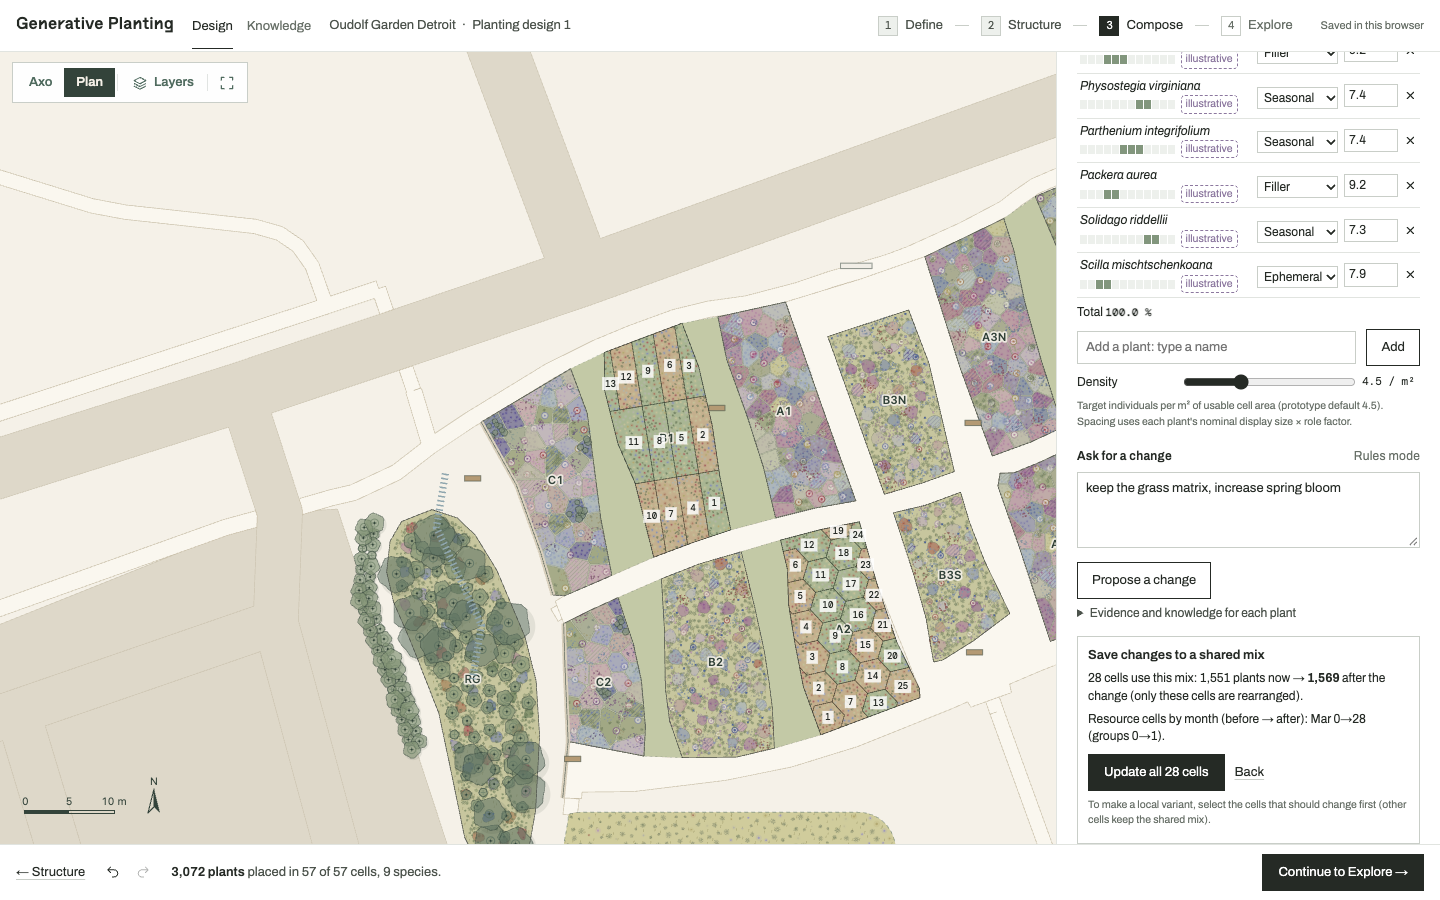 Generative Planting
Design
Knowledge
Oudolf Garden Detroit · Planting design 1
1 Define
2 Structure
3 Compose
4 Explore
Saved in this browser
Axo
Plan
Layers
illustrative
Physostegia virginiana
illustrative
Seasonal
7.4
×
Parthenium integrifolium
illustrative
Seasonal
7.4
×
Packera aurea
illustrative
Filler
9.2
×
Solidago riddellii
illustrative
Seasonal
7.3
×
Scilla mischtschenkoana
illustrative
Ephemeral
7.9
×
Total 100.0 %
Add a plant: type a name
Add
Density
4.5 / m²
Target individuals per m² of usable cell area (prototype default 4.5).
Spacing uses each plant's nominal display size × role factor.
Ask for a change
Rules mode
keep the grass matrix, increase spring bloom
Propose a change
Evidence and knowledge for each plant
Save changes to a shared mix
28 cells use this mix: 1,551 plants now → 1,569 after the
change (only these cells are rearranged).
Resource cells by month (before → after): Mar 0→28
(groups 0→1).
Update all 28 cells
Back
To make a local variant, select the cells that should change first (other
cells keep the shared mix).
A3N
13
12
9
6
3
A1
B3N
11
8
5
2
C1
10
7
4
1
19
24
12
18
6
11
23
17
5
22
10
16
B3S
4
21
9
A2
15
3
20
B2
8
14
2
25
RG
C2
7
13
1
N
0 5 10 m
← Structure
3,072 plants placed in 57 of 57 cells, 9 species.
Continue to Explore →